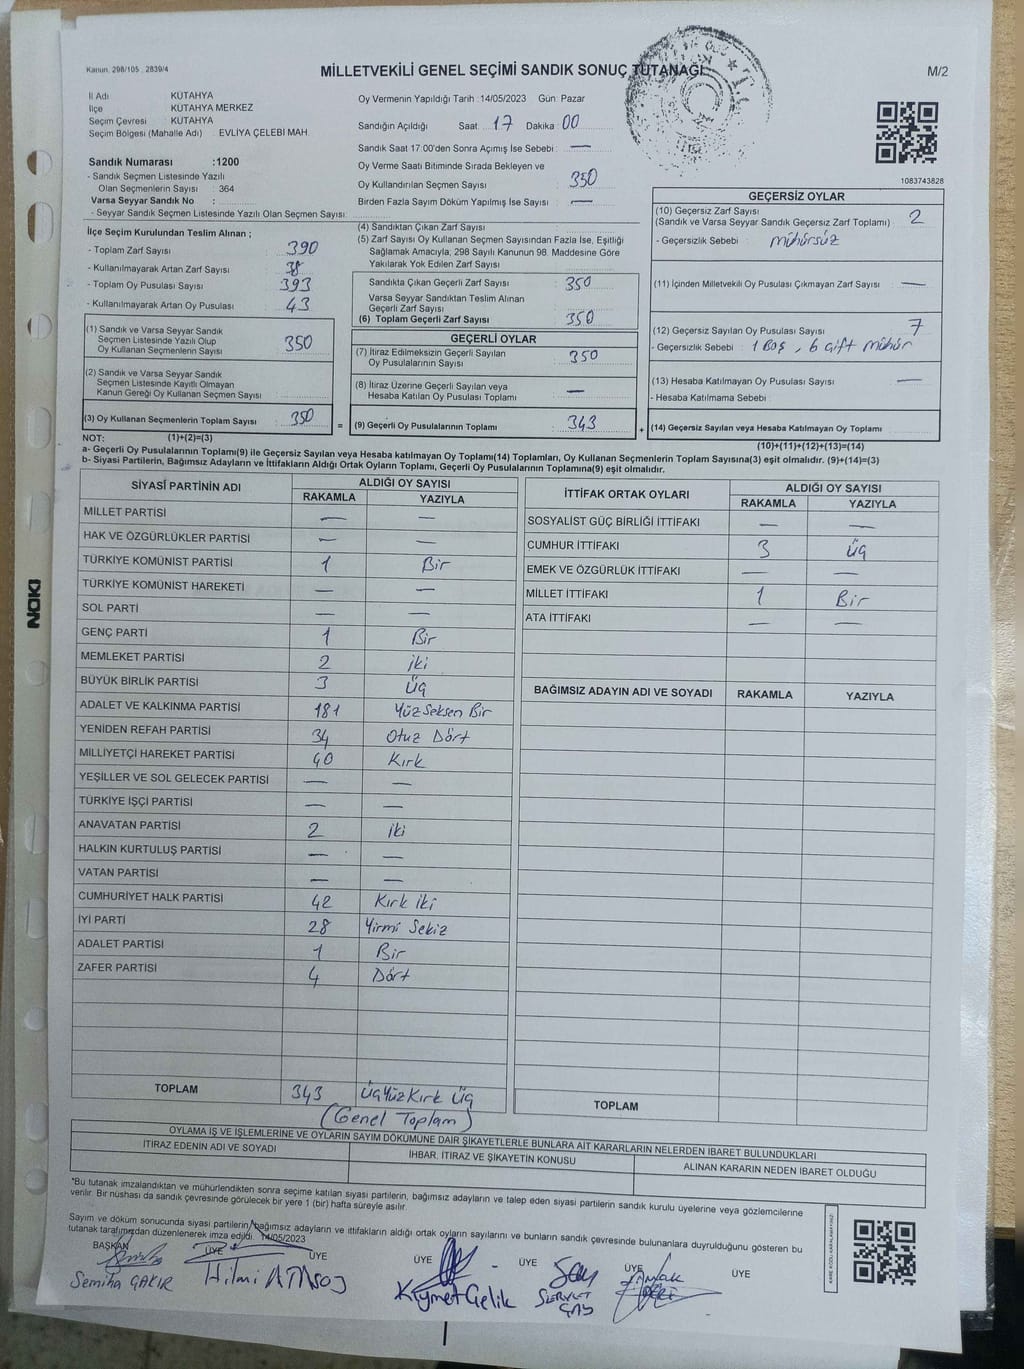 Kanun, 298/105 , 2839/4
MİLLETVEKİLİ GENEL SEÇİMİ SANDIK SONUÇ TUTANAĞI
M/2
İl Adı KÜTAHYA
İlçe KÜTAHYA MERKEZ
Seçim Çevresi KÜTAHYA
Seçim Bölgesi (Mahalle Adı) . EVLİYA ÇELEBİ MAH.
Oy Vermenin Yapıldığı Tarih :14/05/2023 Gün: Pazar
Sandığın Açıldığı Saat 17 Dakika 00
Sandık Saat 17:00'den Sonra Açımış İse Sebebi : —
Sandık Numarası :1200
- Sandık Seçmen Listesinde Yazılı
Olan Seçmenlerin Sayısı : 364
Varsa Seyyar Sandık No :
- Seyyar Sandık Seçmen Listesinde Yazılı Olan Seçmen Sayısı:
Oy Verme Saati Bitiminde Sırada Bekleyen ve
Oy Kullandırılan Seçmen Sayısı 350
Birden Fazla Sayım Döküm Yapılmış İse Sayısı : —
1083743828
İlçe Seçim Kurulundan Teslim Alınan ;
- Toplam Zarf Sayısı : 390
- Kullanılmayarak Artan Zarf Sayısı : 38
- Toplam Oy Pusulası Sayısı : 393
- Kullanılmayarak Artan Oy Pusulası : 43
(4) Sandıktan Çıkan Zarf Sayısı
(5) Zarf Sayısı Oy Kullanan Seçmen Sayısından Fazla İse, Eşitliği
Sağlamak Amacıyla, 298 Sayılı Kanunun 98. Maddesine Göre
Yakılarak Yok Edilen Zarf Sayısı
Sandıkta Çıkan Geçerli Zarf Sayısı : 350
Varsa Seyyar Sandıktan Teslim Alınan
Geçerli Zarf Sayısı
(6) Toplam Geçerli Zarf Sayısı : 350
GEÇERSİZ OYLAR
(10) Geçersiz Zarf Sayısı
(Sandık ve Varsa Seyyar Sandık Geçersiz Zarf Toplamı) : 2
- Geçersizlik Sebebi : mühürsüz
(11) İçinden Milletvekili Oy Pusulası Çıkmayan Zarf Sayısı : —
(12) Geçersiz Sayılan Oy Pusulası Sayısı : 7
- Geçersizlik Sebebi : 1 Boş , 6 Çift mühür
(13) Hesaba Katılmayan Oy Pusulası Sayısı : —
- Hesaba Katılmama Sebebi
(14) Geçersiz Sayılan veya Hesaba Katılmayan Oy Toplamı
(10)+(11)+(12)+(13)=(14)
(1) Sandık ve Varsa Seyyar Sandık
Seçmen Listesinde Yazılı Olup
Oy Kullanan Seçmenlerin Sayısı : 350
(2) Sandık ve Varsa Seyyar Sandık
Seçmen Listesinde Kayıtlı Olmayan
Kanun Gereği Oy Kullanan Seçmen Sayısı :
(3) Oy Kullanan Seçmenlerin Toplam Sayısı : 350
GEÇERLİ OYLAR
(7) İtiraz Edilmeksizin Geçerli Sayılan
Oy Pusulalarının Sayısı : 350
(8) İtiraz Üzerine Geçerli Sayılan veya
Hesaba Katılan Oy Pusulası Toplamı : —
= (9) Geçerli Oy Pusulalarının Toplamı : 343 +
NOT: (1)+(2)=(3)
a- Geçerli Oy Pusulasının Toplamı(9) ile Geçersiz Sayılan veya Hesaba katılmayan Oy Toplamı(14) Toplamları, Oy Kullanan Seçmenlerin Toplam Sayısına(3) eşit olmalıdır. (9)+(14)=(3)
b- Siyasi Partilerin, Bağımsız Adayların ve İttifakların Aldığı Ortak Oyların Toplamı, Geçerli Oy Pusulalarının Toplamına(9) eşit olmalıdır.
SİYASİ PARTİNİN ADI ALDIĞI OY SAYISI
RAKAMLA YAZIYLA
MİLLET PARTİSİ — —
HAK VE ÖZGÜRLÜKLER PARTİSİ — —
TÜRKİYE KOMÜNİST PARTİSİ 1 Bir
TÜRKİYE KOMÜNİST HAREKETİ — —
SOL PARTİ — —
GENÇ PARTİ 1 Bir
MEMLEKET PARTİSİ 2 iki
BÜYÜK BİRLİK PARTİSİ 3 Üç
ADALET VE KALKINMA PARTİSİ 181 Yüz Seksen Bir
YENİDEN REFAH PARTİSİ 34 Otuz Dört
MİLLİYETÇİ HAREKET PARTİSİ 40 Kırk
YEŞİLLER VE SOL GELECEK PARTİSİ — —
TÜRKİYE İŞÇİ PARTİSİ — —
ANAVATAN PARTİSİ 2 iki
HALKIN KURTULUŞ PARTİSİ — —
VATAN PARTİSİ — —
CUMHURİYET HALK PARTİSİ 42 Kırk iki
İYİ PARTİ 28 Yirmi Sekiz
ADALET PARTİSİ 1 Bir
ZAFER PARTİSİ 4 Dört
TOPLAM 343 ÜçYüzKırk Üç
(Genel Toplam)
İTTİFAK ORTAK OYLARI ALDIĞI OY SAYISI
RAKAMLA YAZIYLA
SOSYALİST GÜÇ BİRLİĞİ İTTİFAKI — —
CUMHUR İTTİFAKI 3 Üç
EMEK VE ÖZGÜRLÜK İTTİFAKI — —
MİLLET İTTİFAKI 1 Bir
ATA İTTİFAKI — —
BAĞIMSIZ ADAYIN ADI VE SOYADI RAKAMLA YAZIYLA
TOPLAM
OYLAMA İŞ VE İŞLEMLERİNE VE OYLARIN SAYIM DÖKÜMÜNE DAİR ŞİKAYETLERLE BUNLARA AİT KARARLARIN NELERDEN İBARET BULUNDUKLARI
İTİRAZ EDENİN ADI VE SOYADI İHBAR, İTİRAZ VE ŞİKAYETİN KONUSU ALINAN KARARIN NEDEN İBARET OLDUĞU
*Bu tutanak imzalandıktan ve mühürlendikten sonra seçime katılan siyasi partilerin, bağımsız adayların ve talep eden siyasi partilerin sandık kurulu üyelerine veya gözlemcilerine
verilir. Bir nüshası da sandık çevresinde görülecek bir yere 1 (bir) hafta süreyle asılır.
Sayım ve döküm sonucunda siyasi partilerin, bağımsız adayların ve ittifakların aldığı ortak oyların sayılarını ve bunların sandık çevresinde bulunanlara duyrulduğunu gösteren bu
tutanak tarafımızdan düzenlenerek imza edildi. 14/05/2023
BAŞKAN ÜYE ÜYE ÜYE ÜYE ÜYE ÜYE
Semiha ÇAKIR Hilmi ATASOY Kıymet Çelik SERVET ÇAY
NOKI